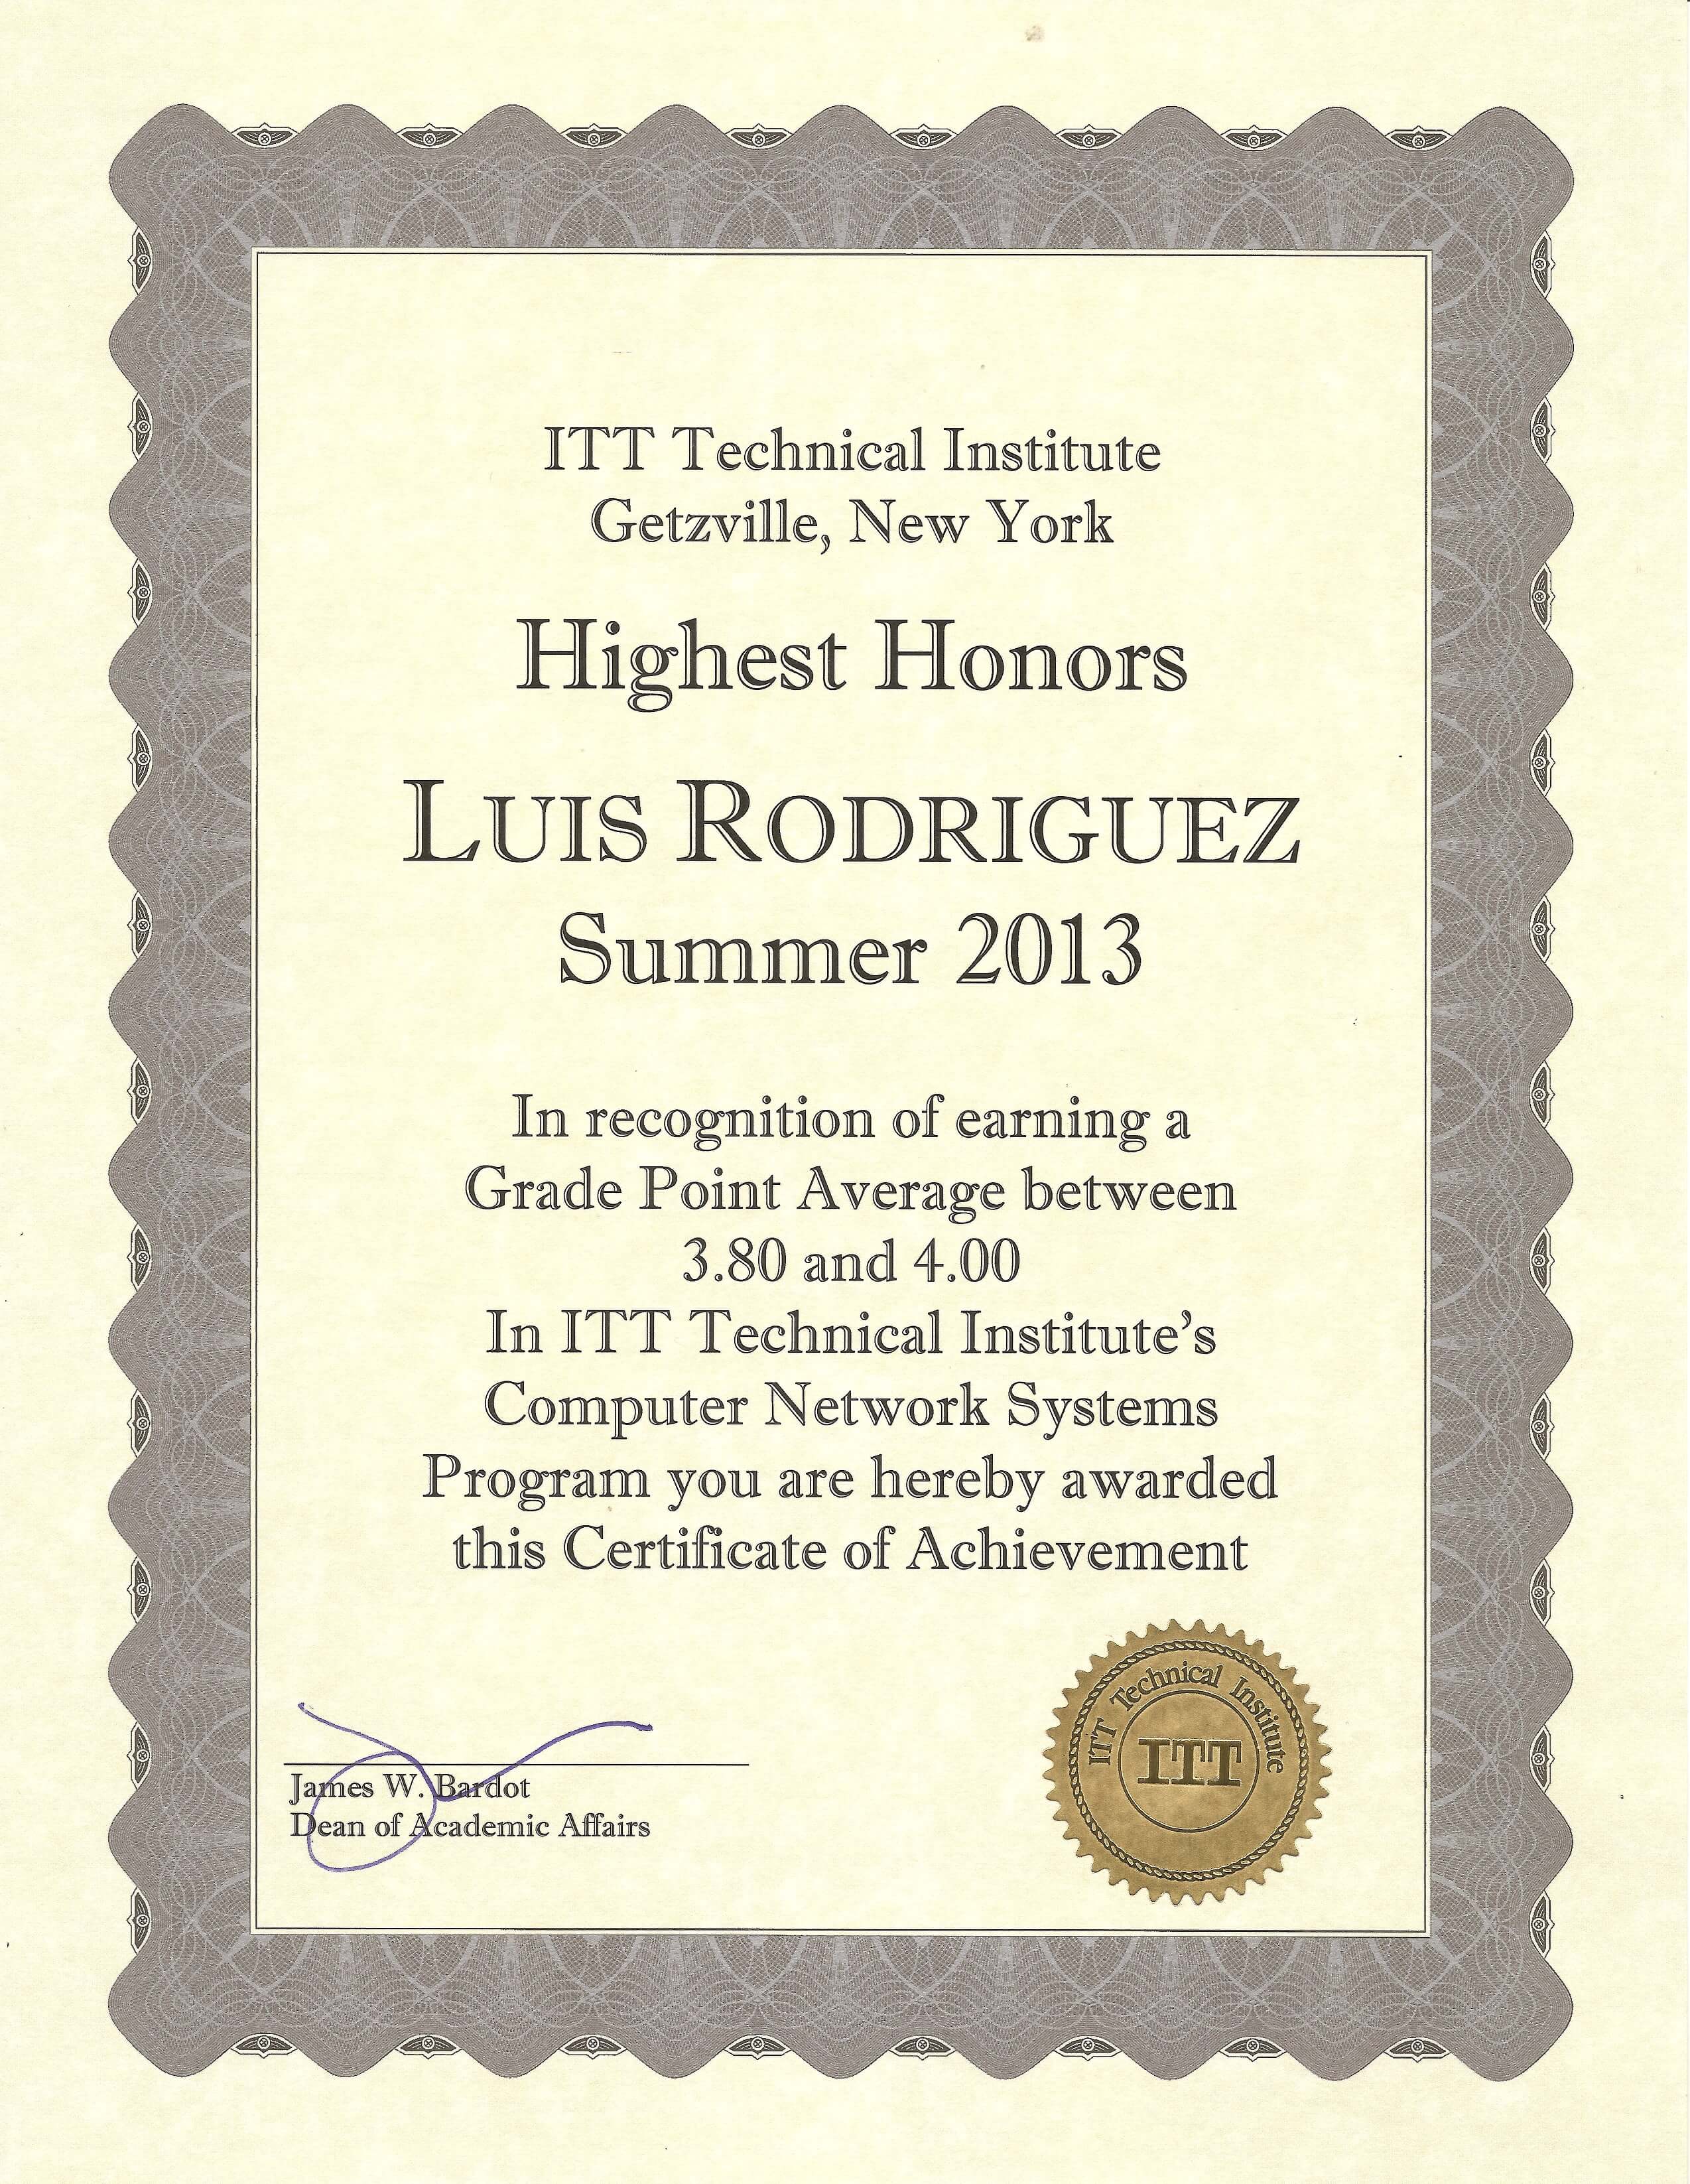 ITT Technical Institute
Getzville, New York
Highest Honors
LUIS RODRIGUEZ
Summer 2013
In recognition of earning a
Grade Point Average between
3.80 and 4.00
In ITT Technical Institute's
Computer Network Systems
Program you are hereby awarded
this Certificate of Achievement
James W. Bardot
Dean of Academic Affairs
ITT Technical Institute
ITT